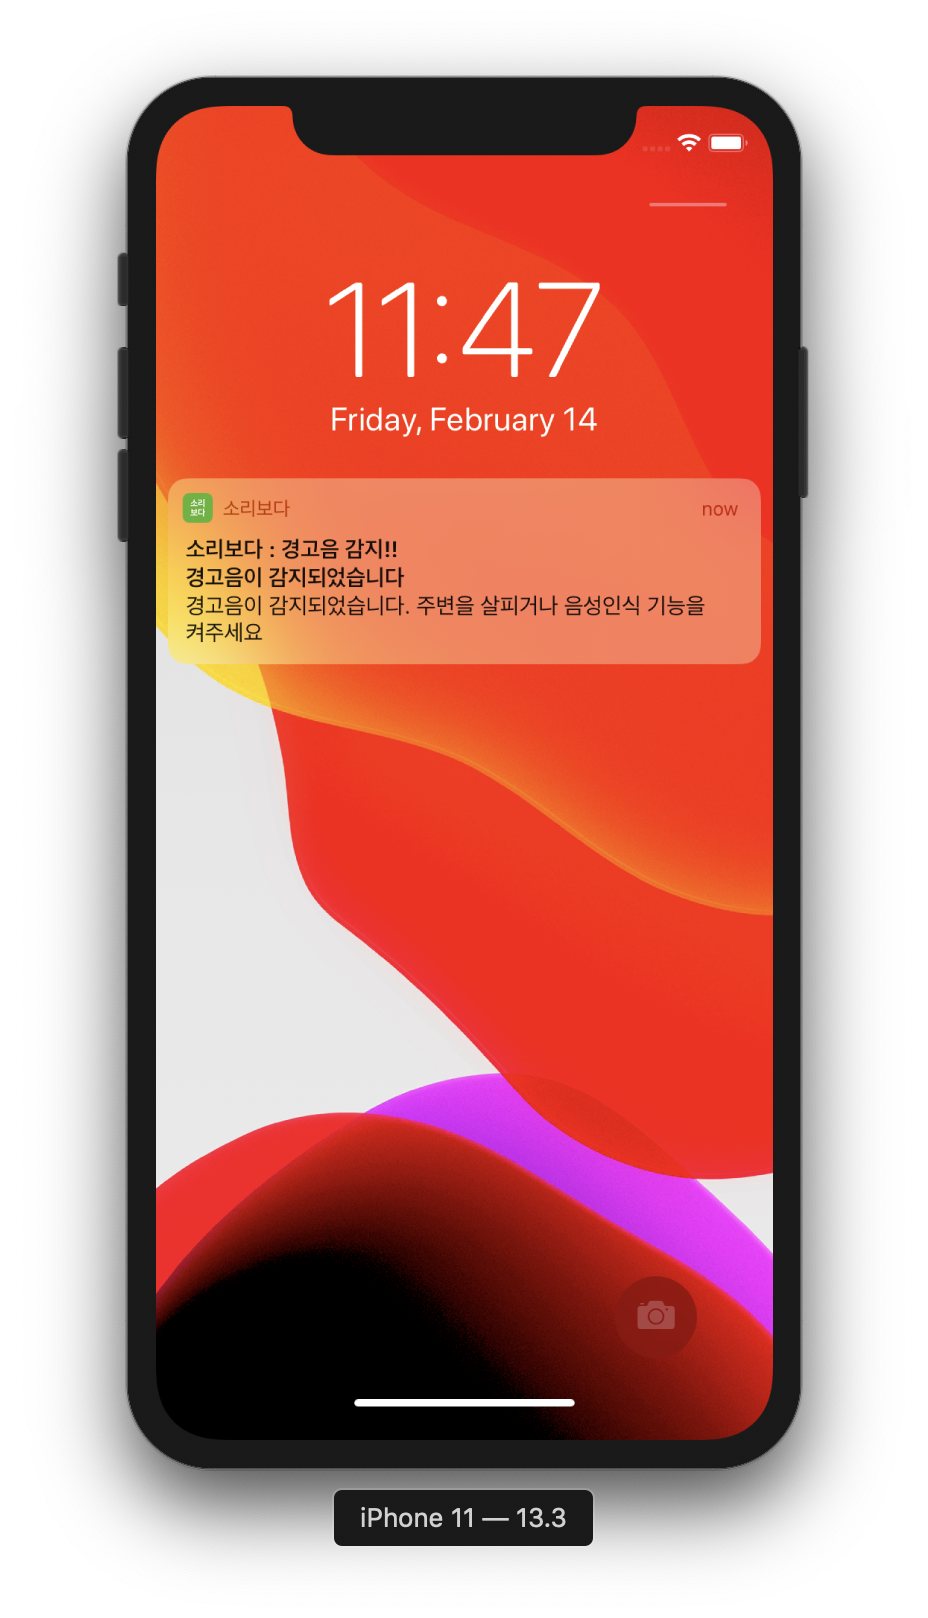 11:47
Friday, February 14
소리
보다
소리보다
now
소리보다 : 경고음 감지!!
경고음이 감지되었습니다
경고음이 감지되었습니다. 주변을 살피거나 음성인식 기능을
켜주세요
iPhone 11 — 13.3